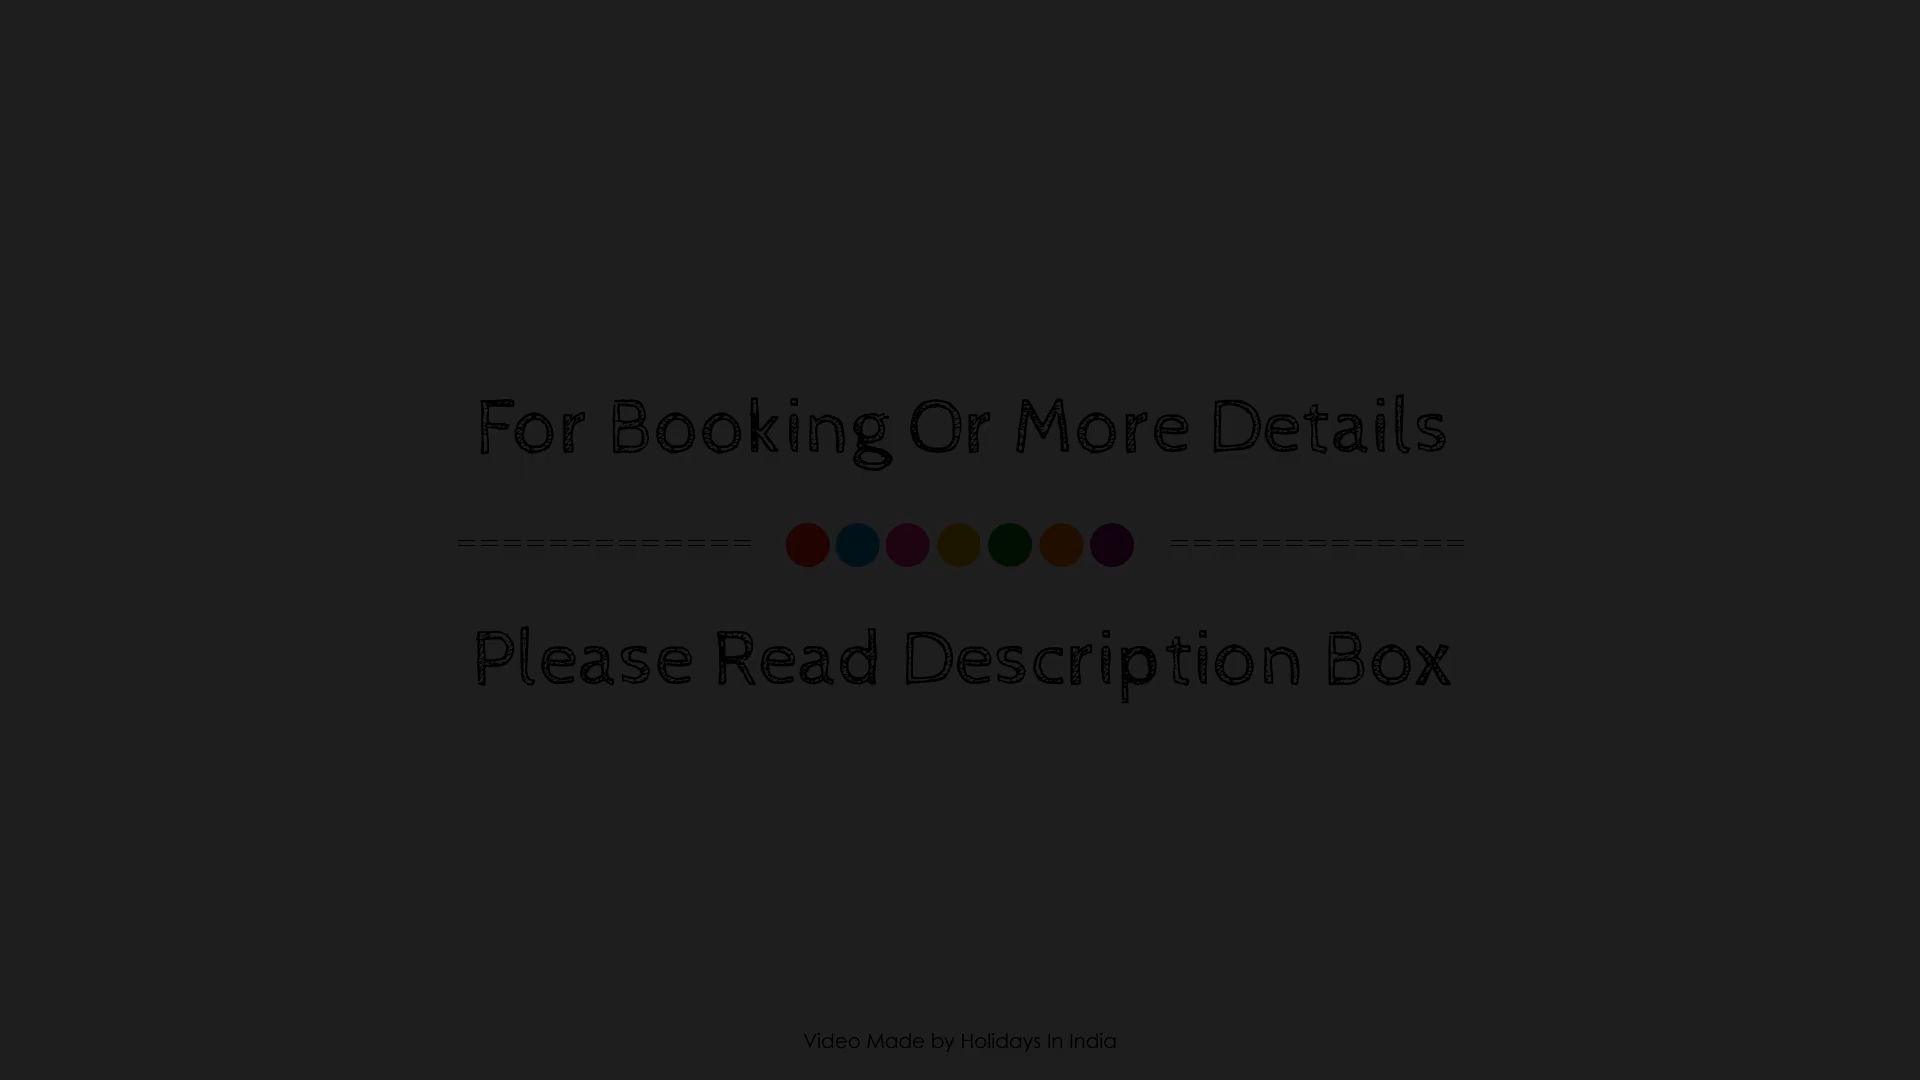 For Booking Or More Details
============= =============
Please Read Description Box
Video Made by Holidays In India